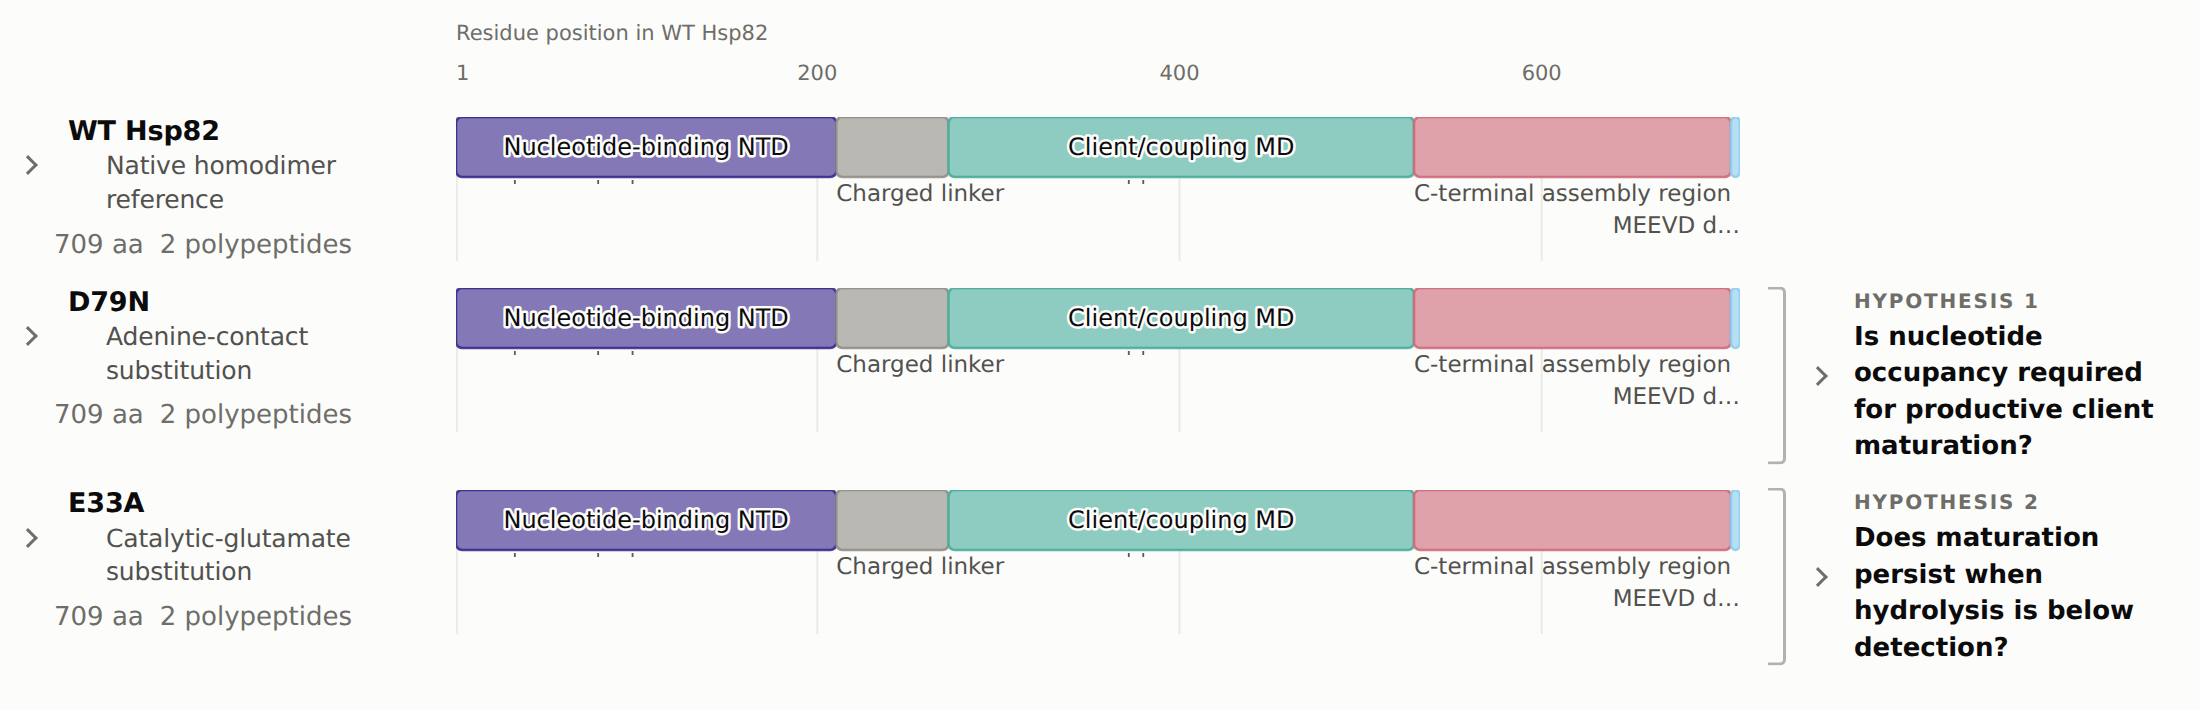 Residue position in WT Hsp82
1 200 400 600
WT Hsp82
Native homodimer
reference
709 aa 2 polypeptides
Nucleotide-binding NTD
Client/coupling MD
Charged linker
C-terminal assembly region
MEEVD d…
D79N
Adenine-contact
substitution
709 aa 2 polypeptides
Nucleotide-binding NTD
Client/coupling MD
Charged linker
C-terminal assembly region
MEEVD d…
HYPOTHESIS 1
Is nucleotide
occupancy required
for productive client
maturation?
E33A
Catalytic-glutamate
substitution
709 aa 2 polypeptides
Nucleotide-binding NTD
Client/coupling MD
Charged linker
C-terminal assembly region
MEEVD d…
HYPOTHESIS 2
Does maturation
persist when
hydrolysis is below
detection?